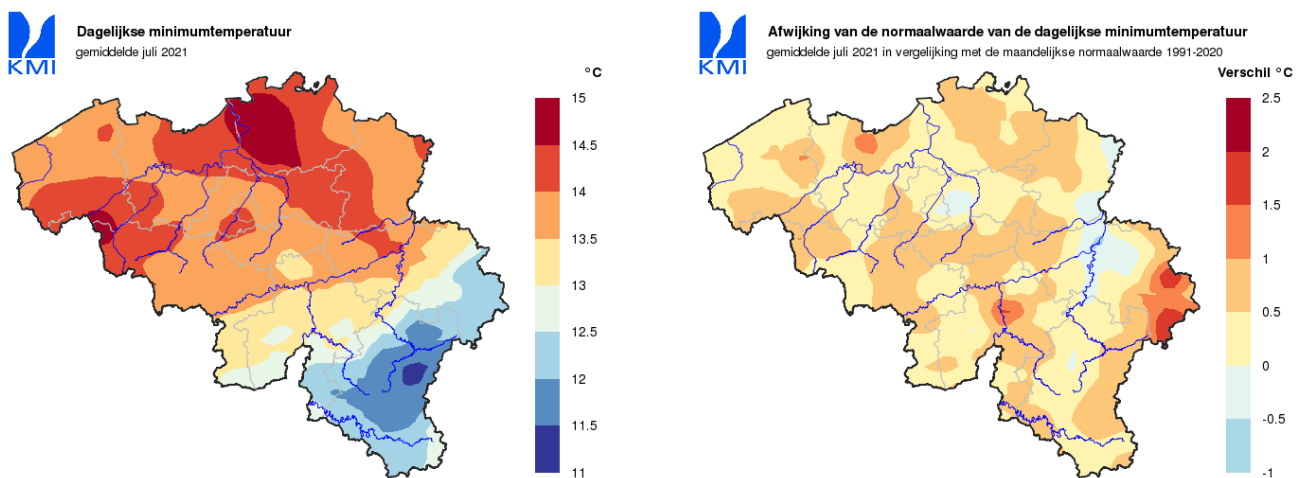 KMI
Dagelijkse minimumtemperatuur
gemiddelde juli 2021
°C
15
14.5
14
13.5
13
12.5
12
11.5
11
KMI
Afwijking van de normaalwaarde van de dagelijkse minimumtemperatuur
gemiddelde juli 2021 in vergelijking met de maandelijkse normaalwaarde 1991-2020
Verschil °C
2.5
2
1.5
1
0.5
0
-0.5
-1